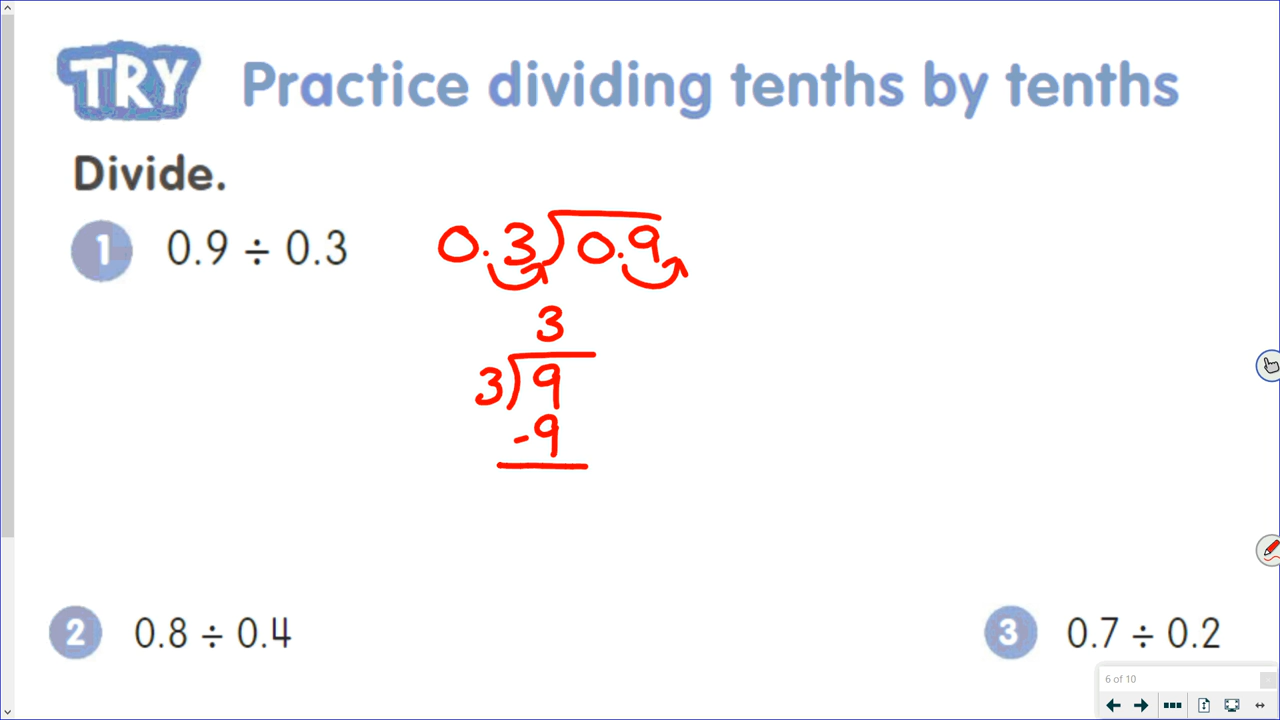 TRY Practice dividing tenths by tenths
Divide.
1 0.9 ÷ 0.3 0.3)0.9
3
3)9
-9
2 0.8 ÷ 0.4
3 0.7 ÷ 0.2
6 of 10